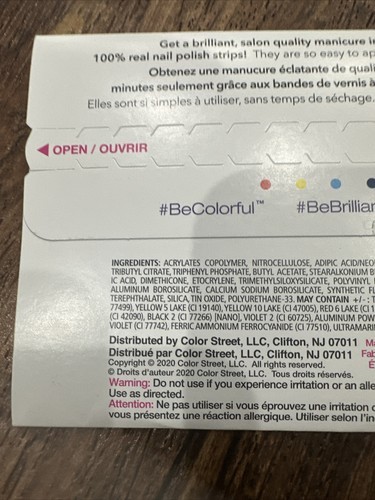 Get a brilliant, salon quality manicure in
100% real nail polish strips! They are so easy to ap
Obtenez une manucure éclatante de quali
minutes seulement grâce aux bandes de vernis à
Elles sont si simples à utiliser, sans temps de séchage.
OPEN / OUVRIR
#BeColorful™ #BeBrillian
INGREDIENTS: ACRYLATES COPOLYMER, NITROCELLULOSE, ADIPIC ACID/NEO
TRIBUTYL CITRATE, TRIPHENYL PHOSPHATE, BUTYL ACETATE, STEARALKONIUM B
IC ACID, DIMETHICONE, ETOCRYLENE, TRIMETHYLSILOXYSILICATE, POLYVINYL
ALUMINUM BOROSILICATE, CALCIUM SODIUM BOROSILICATE, SYNTHETIC FL
TEREPHTHALATE, SILICA, TIN OXIDE, POLYURETHANE-33. MAY CONTAIN +/-: T
77499), YELLOW 5 LAKE (CI 19140), YELLOW 10 LAKE (CI 47005), RED 6 LAKE (CI 1
(CI 42090), BLACK 2 (CI 77266) [NANO], VIOLET 2 (CI 60725), ALUMINUM POW
VIOLET (CI 77742), FERRIC AMMONIUM FERROCYANIDE (CI 77510), ULTRAMARI
Distributed by Color Street, LLC, Clifton, NJ 07011 Ma
Distribué par Color Street, LLC, Clifton, NJ 07011 Fab
Copyright © 2020 Color Street, LLC. All rights reserved. É
© Droits d'auteur 2020 Color Street, LLC. Tous droits réservés.
Warning: Do not use if you experience irritation or an alle
Use as directed.
Attention: Ne pas utiliser si vous éprouvez une irritation o
vous présentez une réaction allergique. Utiliser selon l'in